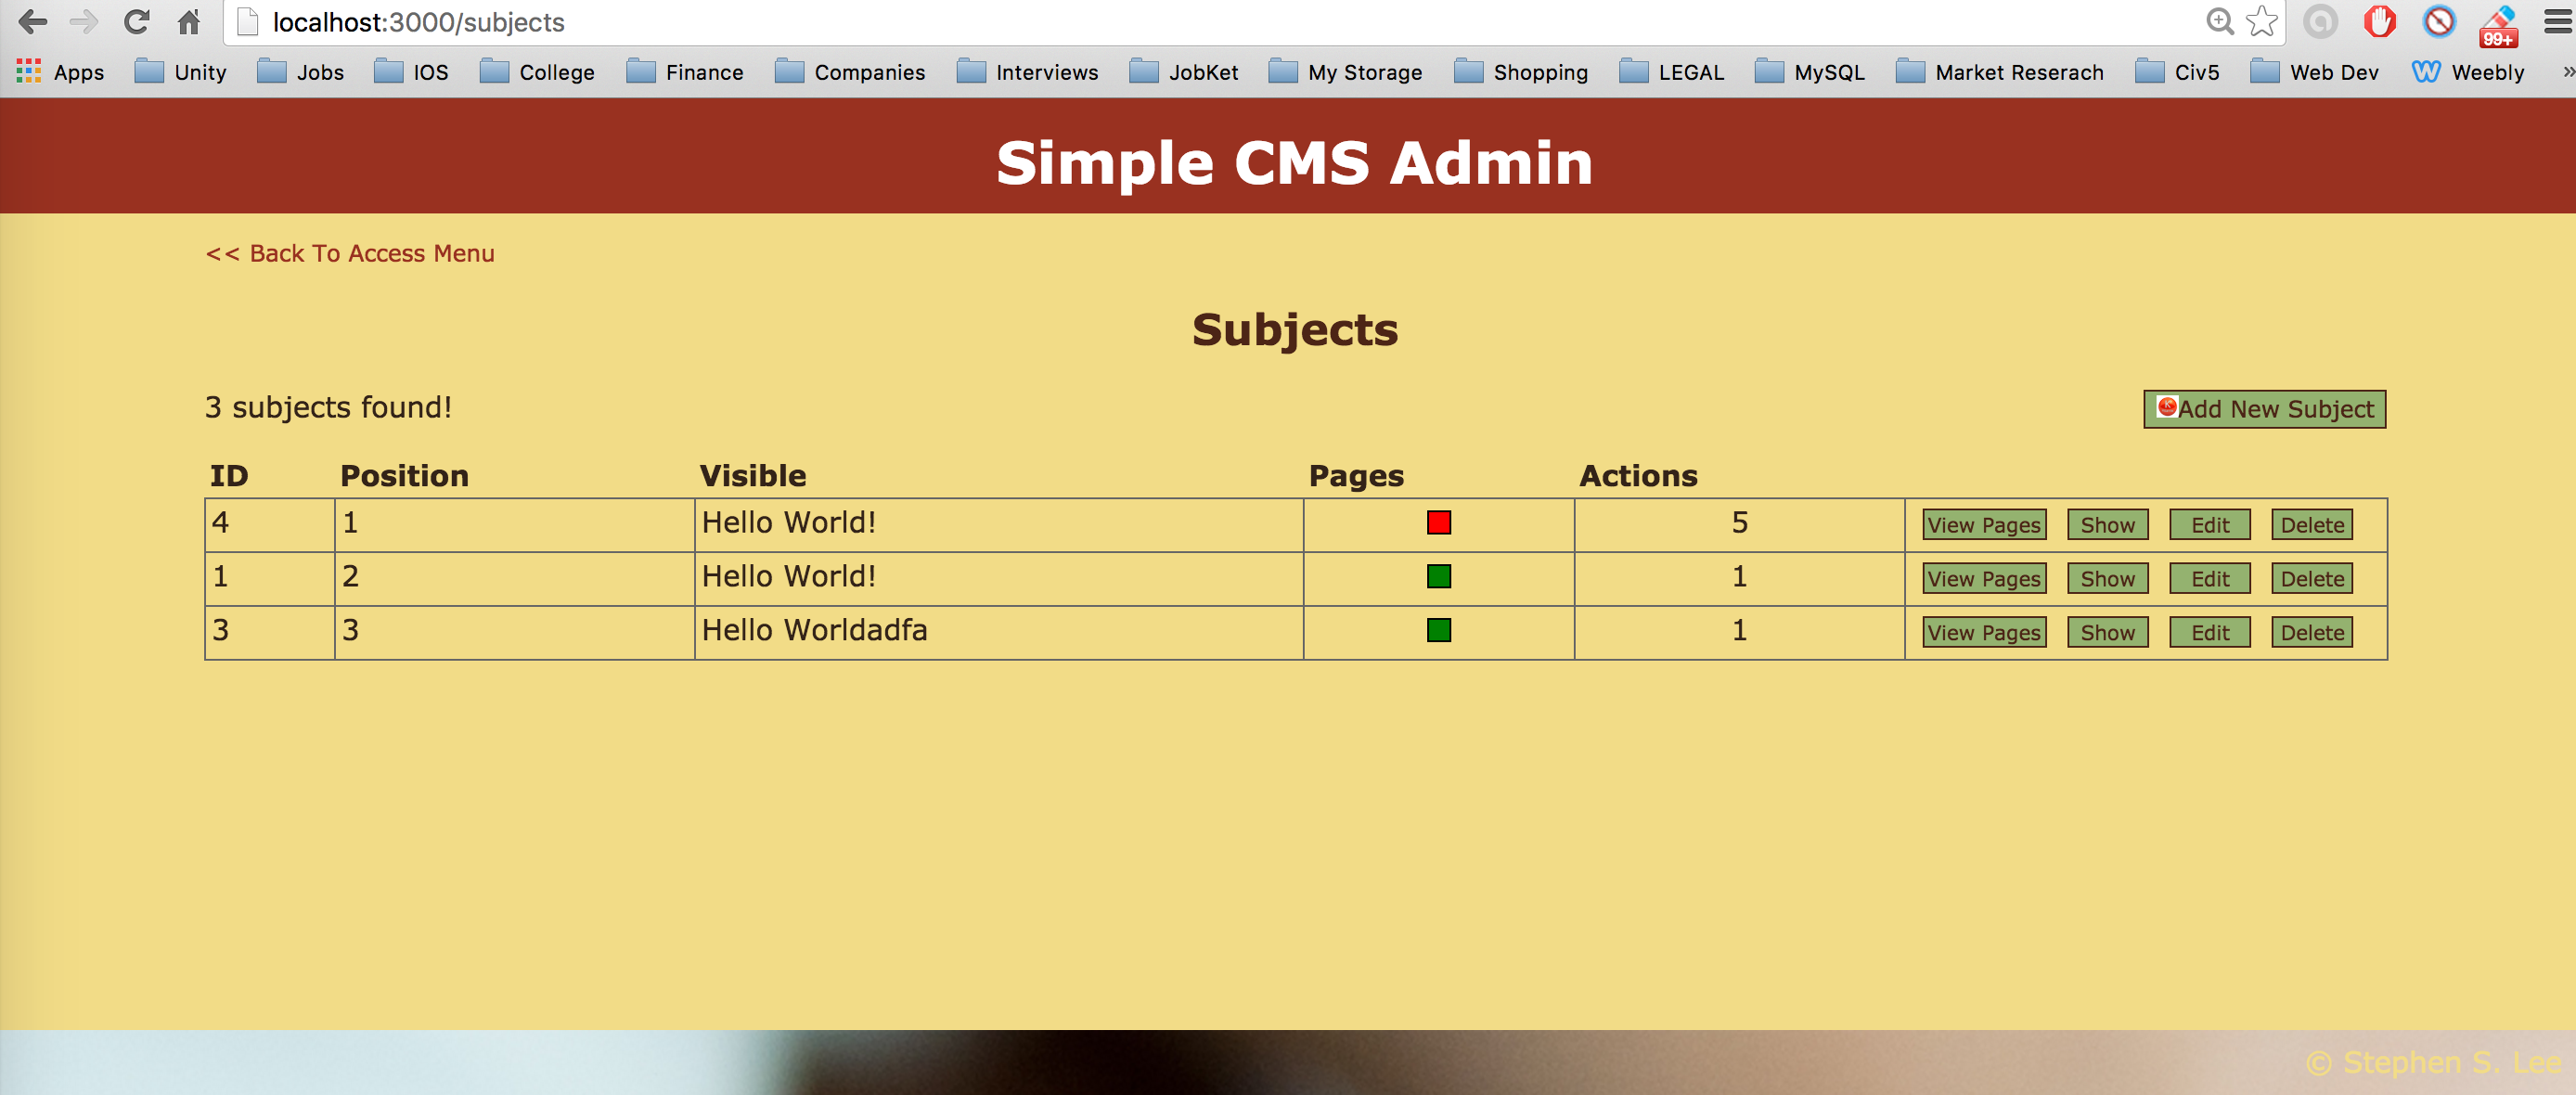 localhost:3000/subjects
99+
Apps Unity Jobs IOS College Finance Companies Interviews JobKet My Storage Shopping LEGAL MySQL Market Reserach Civ5 Web Dev Weebly »
Simple CMS Admin
<< Back To Access Menu
Subjects
3 subjects found! Add New Subject
ID Position Visible Pages Actions
4 1 Hello World! 5 View Pages Show Edit Delete
1 2 Hello World! 1 View Pages Show Edit Delete
3 3 Hello Worldadfa 1 View Pages Show Edit Delete
© Stephen S. Lee